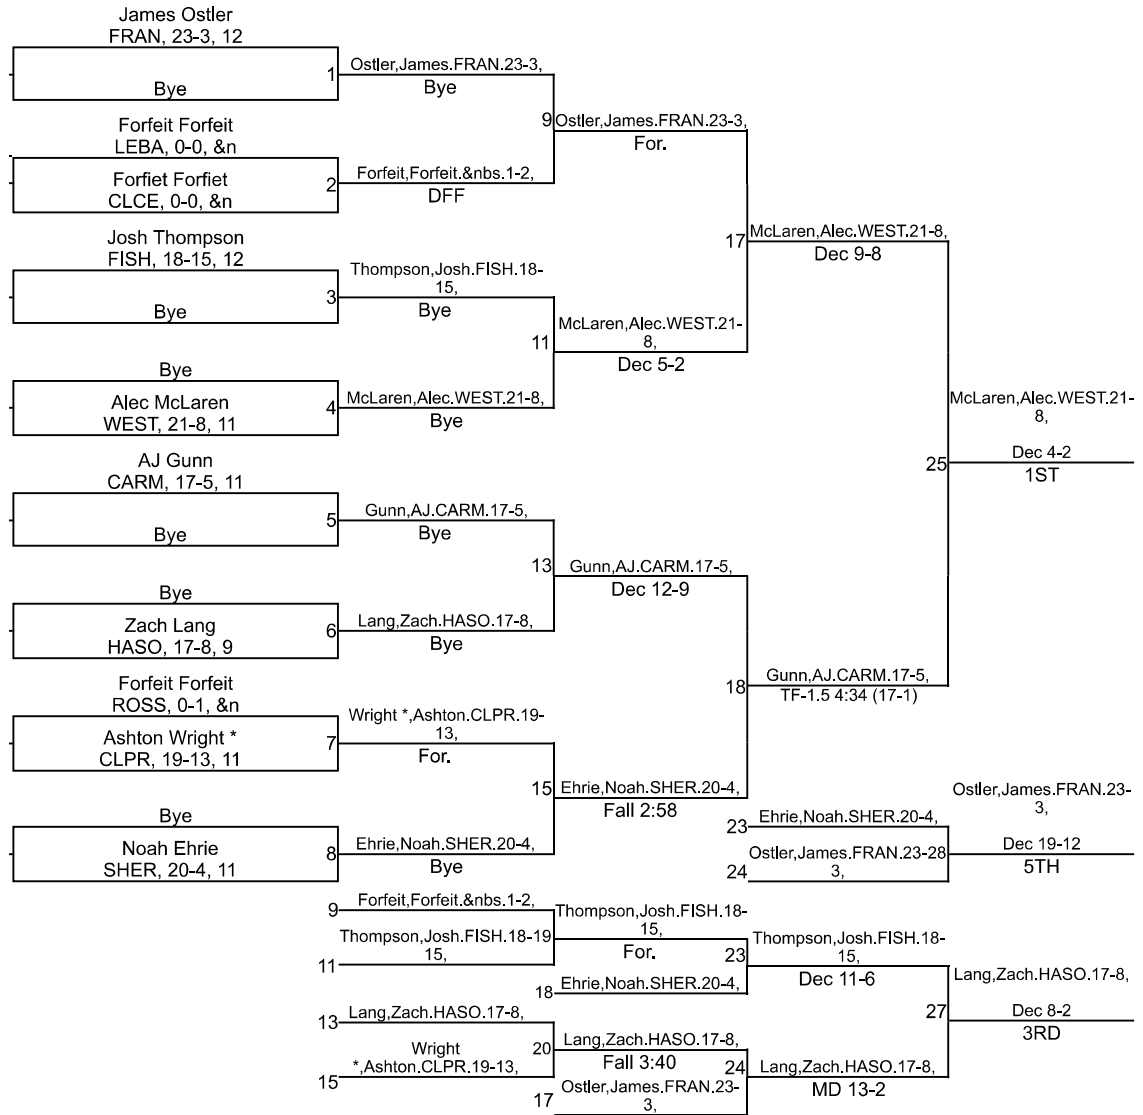 James Ostler
FRAN, 23-3, 12
1
Bye
Ostler,James.FRAN.23-3,
Bye
Forfeit Forfeit
LEBA, 0-0, &n
Forfiet Forfiet
CLCE, 0-0, &n
2
Forfeit,Forfeit.&nbs.1-2,
DFF
9
Ostler,James.FRAN.23-3,
For.
Josh Thompson
FISH, 18-15, 12
3
Bye
Thompson,Josh.FISH.18-
15,
Bye
Bye
Alec McLaren
WEST, 21-8, 11
4
McLaren,Alec.WEST.21-8,
Bye
11
McLaren,Alec.WEST.21-
8,
Dec 5-2
17
McLaren,Alec.WEST.21-8,
Dec 9-8
AJ Gunn
CARM, 17-5, 11
5
Bye
Gunn,AJ.CARM.17-5,
Bye
Bye
Zach Lang
HASO, 17-8, 9
6
Lang,Zach.HASO.17-8,
Bye
13
Gunn,AJ.CARM.17-5,
Dec 12-9
Forfeit Forfeit
ROSS, 0-1, &n
Ashton Wright *
CLPR, 19-13, 11
7
Wright *,Ashton.CLPR.19-
13,
For.
Bye
Noah Ehrie
SHER, 20-4, 11
8
Ehrie,Noah.SHER.20-4,
Bye
15
Ehrie,Noah.SHER.20-4,
Fall 2:58
18
Gunn,AJ.CARM.17-5,
TF-1.5 4:34 (17-1)
25
McLaren,Alec.WEST.21-
8,
Dec 4-2
1ST
23
Ehrie,Noah.SHER.20-4,
24
Ostler,James.FRAN.23-28
3,
Ostler,James.FRAN.23-
3,
Dec 19-12
5TH
9
Forfeit,Forfeit.&nbs.1-2,
11
Thompson,Josh.FISH.18-19
15,
Thompson,Josh.FISH.18-
15,
For.
18
Ehrie,Noah.SHER.20-4,
23
Thompson,Josh.FISH.18-
15,
Dec 11-6
13
Lang,Zach.HASO.17-8,
15
Wright
*,Ashton.CLPR.19-13,
20
Lang,Zach.HASO.17-8,
Fall 3:40
17
Ostler,James.FRAN.23-
3,
24
Lang,Zach.HASO.17-8,
MD 13-2
27
Lang,Zach.HASO.17-8,
Dec 8-2
3RD